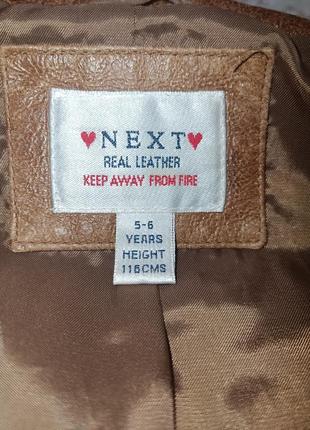 ♥NEXT♥
REAL LEATHER
KEEP AWAY FROM FIRE
5-6
YEARS
HEIGHT
116CMS